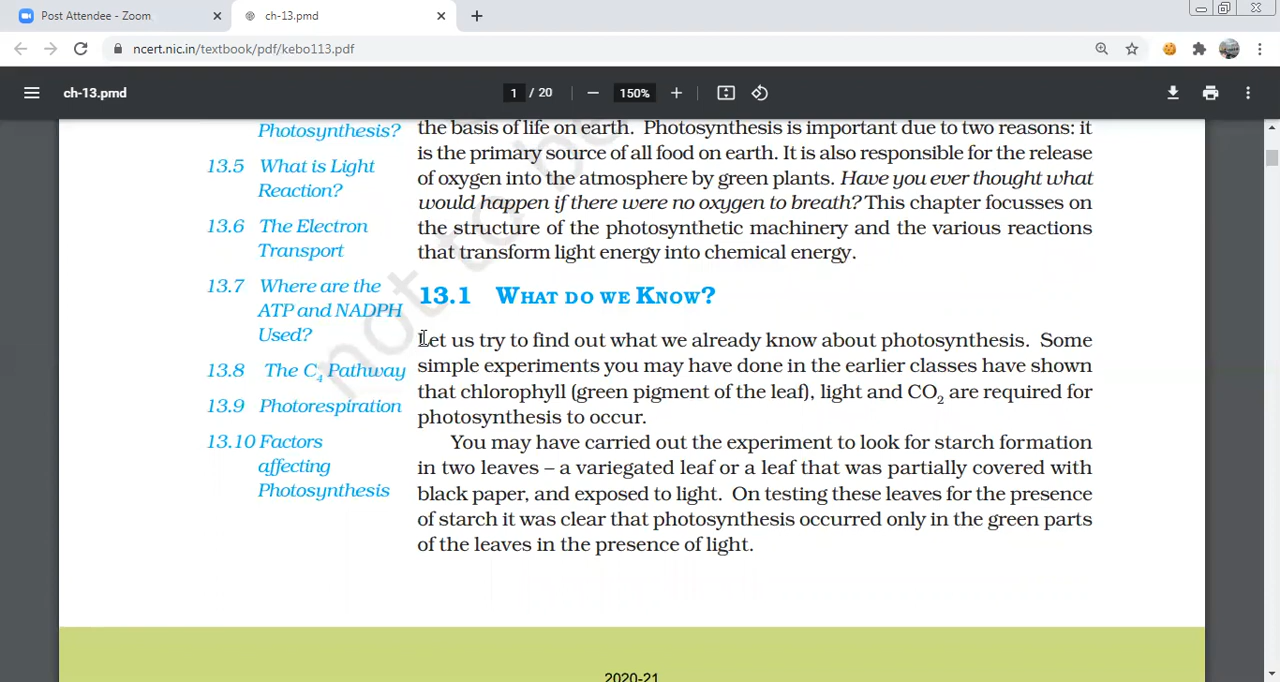 Post Attendee - Zoom
ch-13.pmd
ncert.nic.in/textbook/pdf/kebo113.pdf
ch-13.pmd
1 / 20
150%
Photosynthesis?
13.5 What is Light
Reaction?
13.6 The Electron
Transport
13.7 Where are the
ATP and NADPH
Used?
13.8 The C4 Pathway
13.9 Photorespiration
13.10 Factors
affecting
Photosynthesis
the basis of life on earth. Photosynthesis is important due to two reasons: it
is the primary source of all food on earth. It is also responsible for the release
of oxygen into the atmosphere by green plants. Have you ever thought what
would happen if there were no oxygen to breath? This chapter focusses on
the structure of the photosynthetic machinery and the various reactions
that transform light energy into chemical energy.
13.1 WHAT DO WE KNOW?
Let us try to find out what we already know about photosynthesis. Some
simple experiments you may have done in the earlier classes have shown
that chlorophyll (green pigment of the leaf), light and CO2 are required for
photosynthesis to occur.
You may have carried out the experiment to look for starch formation
in two leaves – a variegated leaf or a leaf that was partially covered with
black paper, and exposed to light. On testing these leaves for the presence
of starch it was clear that photosynthesis occurred only in the green parts
of the leaves in the presence of light.
not to be
2020-21